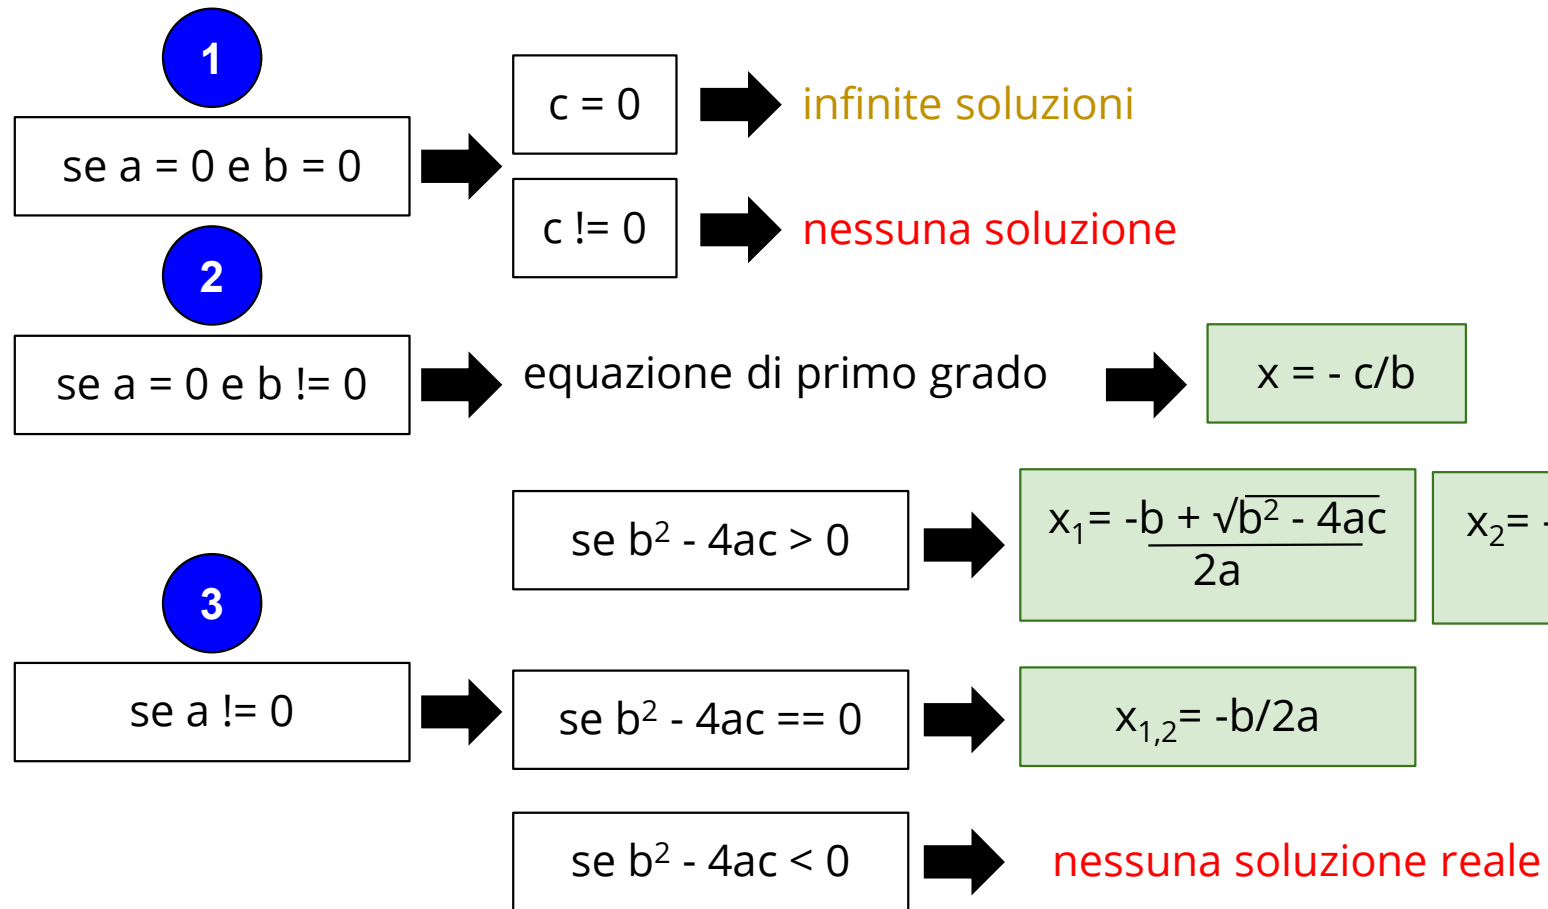 1
se a = 0 e b = 0
c = 0
infinite soluzioni
c != 0
nessuna soluzione
2
se a = 0 e b != 0
equazione di primo grado
x = - c/b
3
se a != 0
se b² - 4ac > 0
x₁= -b + √b² - 4ac
2a
x₂= -
se b² - 4ac == 0
x₁,₂= -b/2a
se b² - 4ac < 0
nessuna soluzione reale